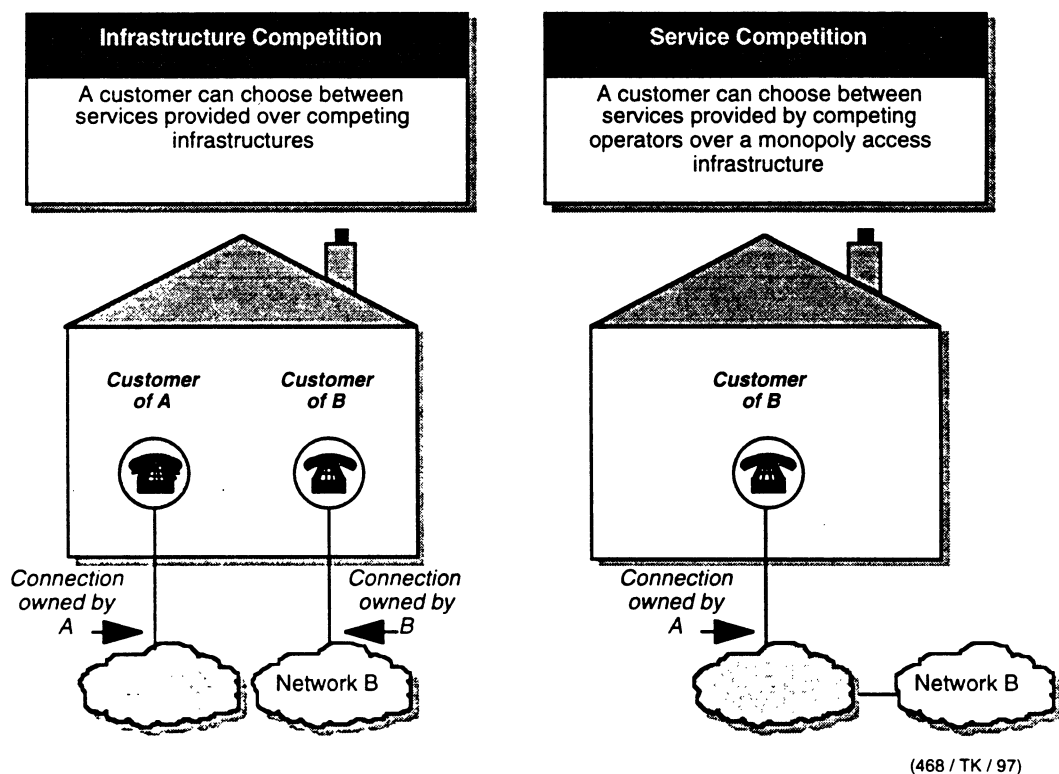 Infrastructure Competition
A customer can choose between
services provided over competing
infrastructures
Service Competition
A customer can choose between
services provided by competing
operators over a monopoly access
infrastructure
Customer
of A
Customer
of B
Connection
owned by
A
Connection
owned by
B
Network B
Customer
of B
Connection
owned by
A
Network B
(468 / TK / 97)